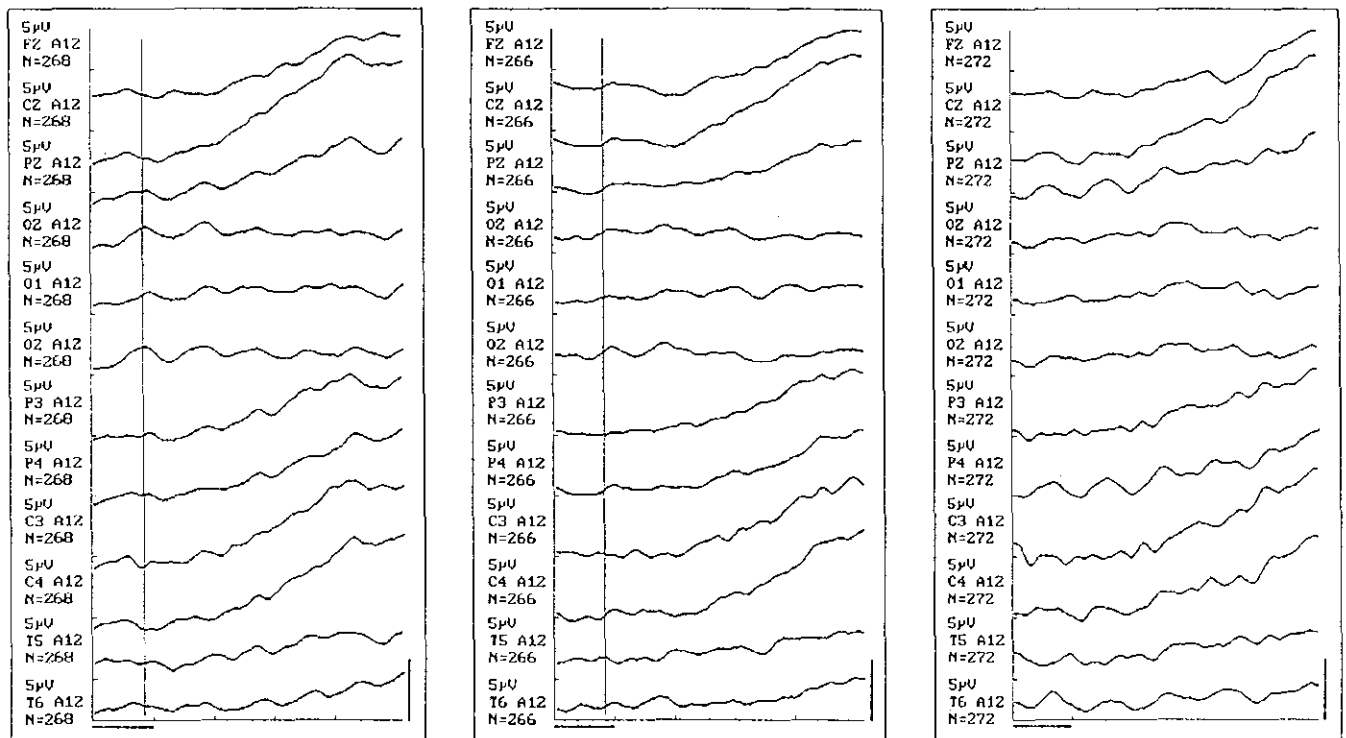 5µV
FZ A12
N=268
5µV
CZ A12
N=268
5µV
PZ A12
N=268
5µV
OZ A12
N=268
5µV
O1 A12
N=268
5µV
O2 A12
N=268
5µV
P3 A12
N=268
5µV
P4 A12
N=268
5µV
C3 A12
N=268
5µV
C4 A12
N=268
5µV
T5 A12
N=268
5µV
T6 A12
N=268
5µV
FZ A12
N=266
5µV
CZ A12
N=266
5µV
PZ A12
N=266
5µV
OZ A12
N=266
5µV
O1 A12
N=266
5µV
O2 A12
N=266
5µV
P3 A12
N=266
5µV
P4 A12
N=266
5µV
C3 A12
N=266
5µV
C4 A12
N=266
5µV
T5 A12
N=266
5µV
T6 A12
N=266
5µV
FZ A12
N=272
5µV
CZ A12
N=272
5µV
PZ A12
N=272
5µV
OZ A12
N=272
5µV
O1 A12
N=272
5µV
O2 A12
N=272
5µV
P3 A12
N=272
5µV
P4 A12
N=272
5µV
C3 A12
N=272
5µV
C4 A12
N=272
5µV
T5 A12
N=272
5µV
T6 A12
N=272